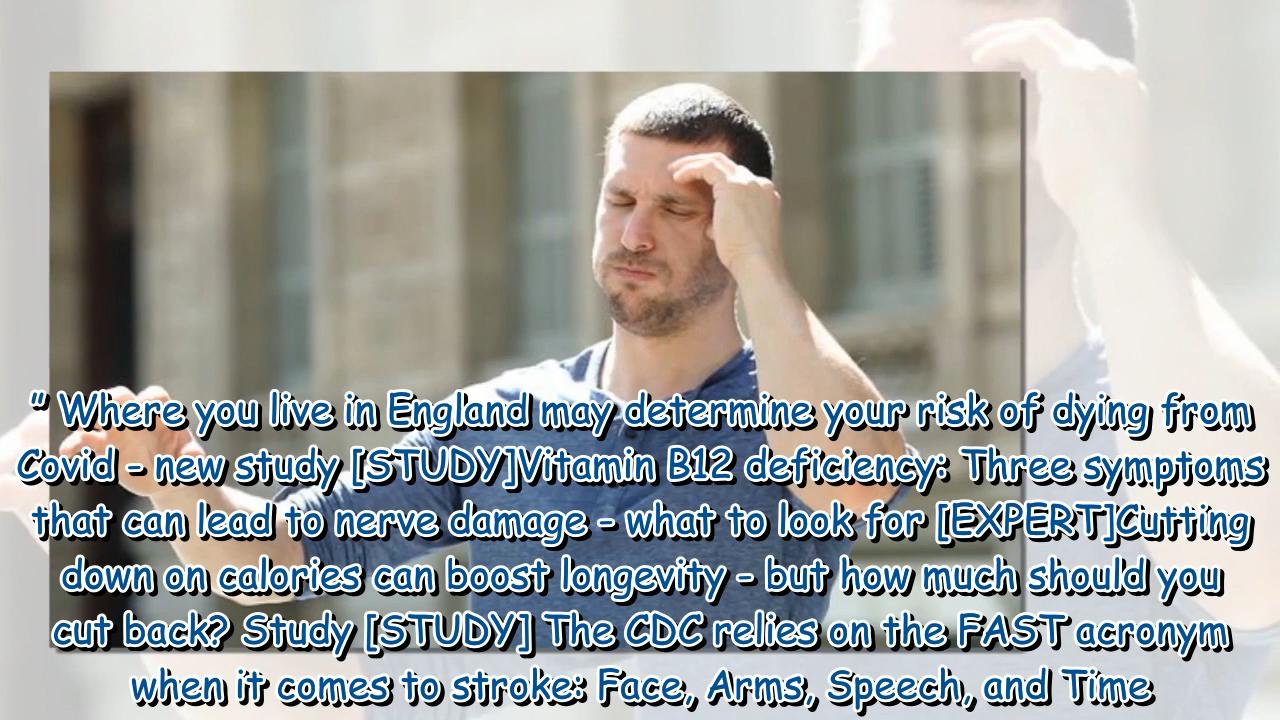 ” Where you live in England may determine your risk of dying from
Covid - new study [STUDY]Vitamin B12 deficiency: Three symptoms
that can lead to nerve damage - what to look for [EXPERT]Cutting
down on calories can boost longevity - but how much should you
cut back? Study [STUDY] The CDC relies on the FAST acronym
when it comes to stroke: Face, Arms, Speech, and Time